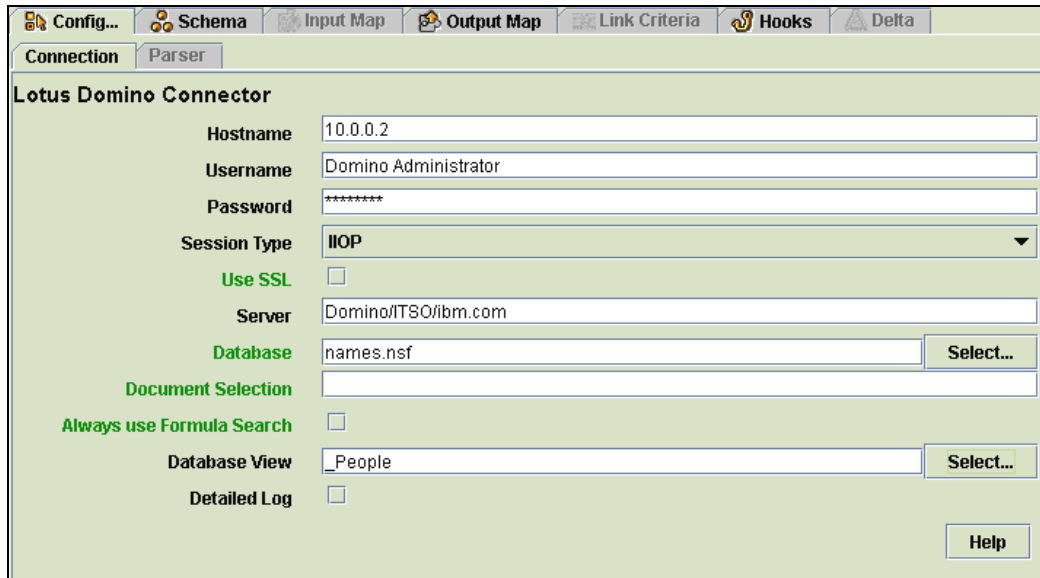 Config... Schema Input Map Output Map Link Criteria Hooks Delta
Connection Parser
Lotus Domino Connector
Hostname 10.0.0.2
Username Domino Administrator
Password ********
Session Type IIOP
Use SSL
Server Domino/ITSO/ibm.com
Database names.nsf Select...
Document Selection
Always use Formula Search
Database View _People Select...
Detailed Log
Help